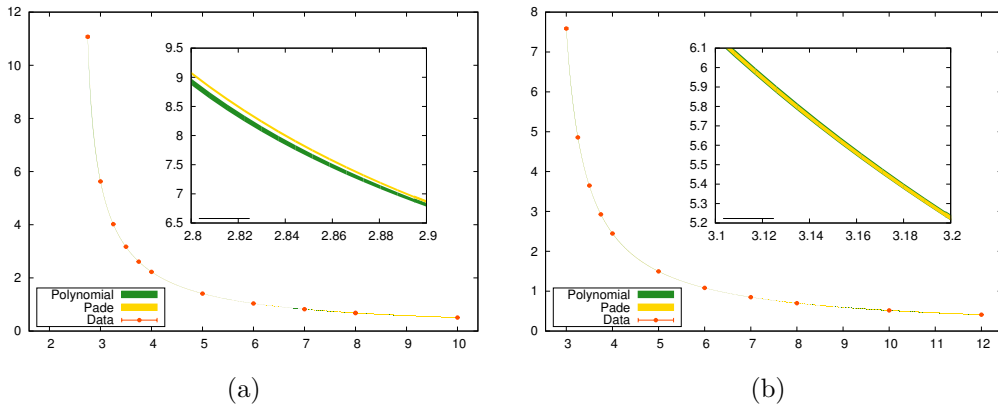 12
10
8
6
4
2
0
2 3 4 5 6 7 8 9 10
9.5
9
8.5
8
7.5
7
6.5
2.8 2.82 2.84 2.86 2.88 2.9
Polynomial
Pade
Data
(a)
8
7
6
5
4
3
2
1
0
3 4 5 6 7 8 9 10 11 12
6.1
6
5.9
5.8
5.7
5.6
5.5
5.4
5.3
5.2
3.1 3.12 3.14 3.16 3.18 3.2
Polynomial
Pade
Data
(b)